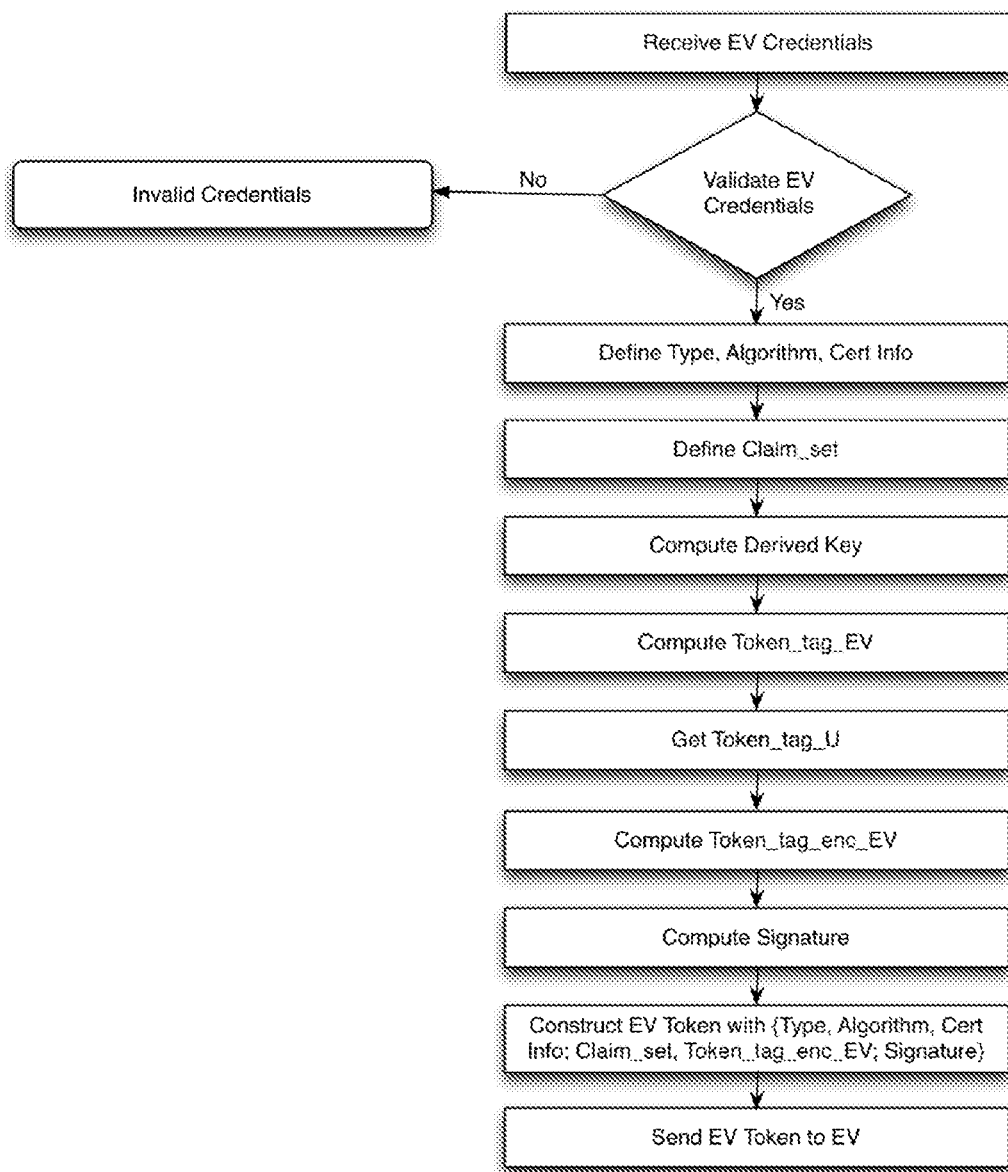 Receive EV Credentials
Invalid Credentials
No
Validate EV
Credentials
Yes
Define Type, Algorithm, Cert Info
Define Claim_set
Compute Derived Key
Compute Token_tag_EV
Get Token_tag_U
Compute Token_tag_enc_EV
Compute Signature
Construct EV Token with {Type, Algorithm, Cert
Info; Claim_set, Token_tag_enc_EV; Signature}
Send EV Token to EV